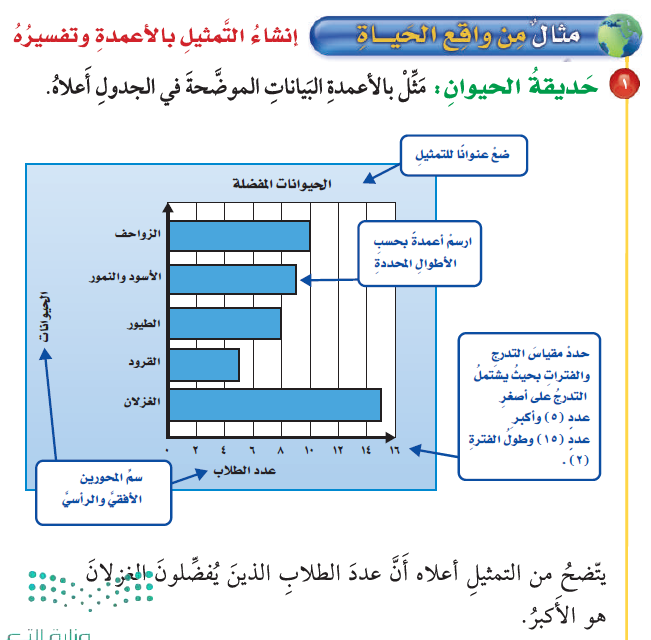 مثالٌ مِن واقِعِ الحَيـاةِ
إنشاءُ التَّمثيلِ بالأعمدةِ وتفسيرُهُ
١ حَديقةُ الحيوانِ: مَثِّلْ بالأعمدةِ البَياناتِ الموضَّحةَ في الجدولِ أَعلاهُ.
ضعْ عنوانًا للتمثيلِ
الحيوانات المفضلة
الزواحف
الأسود والنمور
الطيور
القرود
الغزلان
الحيوانات
ارسمْ أعمدةً بحسبِ
الأطوالِ المحددةِ
حددْ مقياسَ التدرجِ
والفتراتِ بحيثُ يشتملُ
التدرجُ على أصغرِ
عددٍ (٥) وأكبرِ
عددٍ (١٥) وطولُ الفترةِ
(٢).
٠ ٢ ٤ ٦ ٨ ١٠ ١٢ ١٤ ١٦
عدد الطلاب
سمِّ المحورين
الأفقيَّ والرأسيَّ
يتّضحُ من التمثيلِ أعلاه أَنَّ عددَ الطلابِ الذينَ يُفضِّلونَ الغزلانَ
هو الأَكبرُ.